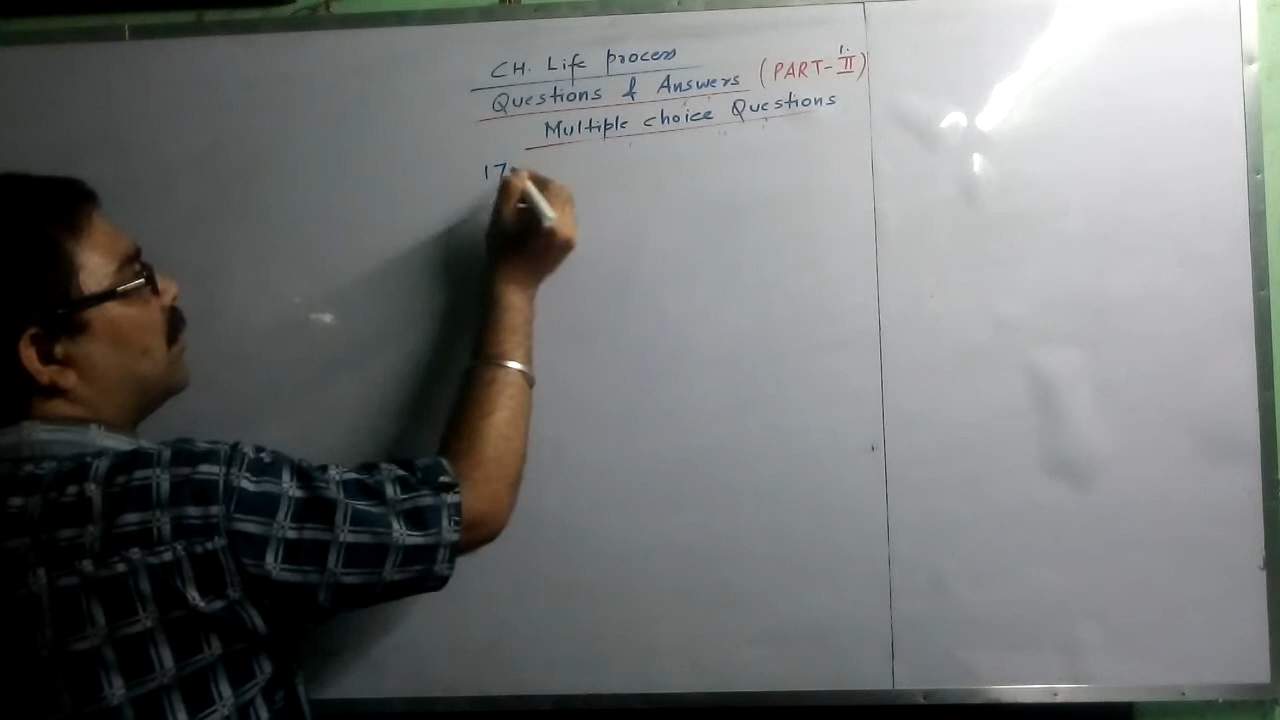 CH. Life process
Questions & Answers (PART-II)
Multiple choice Questions
17